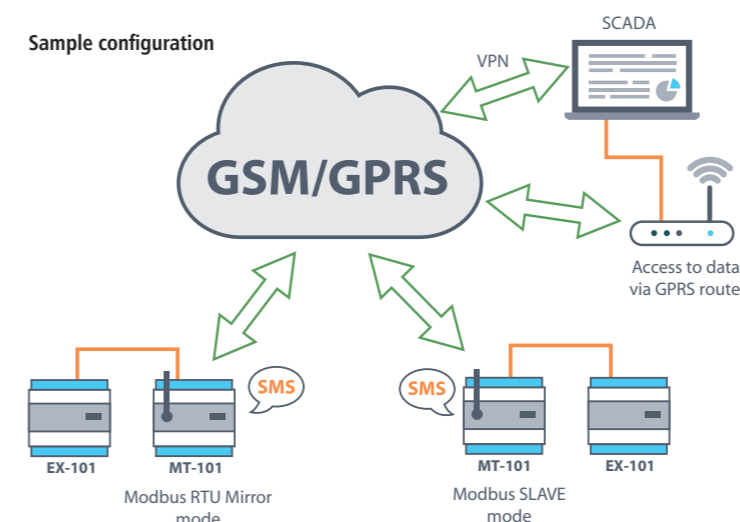 Sample configuration
SCADA
VPN
GSM/GPRS
Access to data
via GPRS route
SMS
SMS
EX-101
MT-101
MT-101
EX-101
Modbus RTU Mirror
mode
Modbus SLAVE
mode